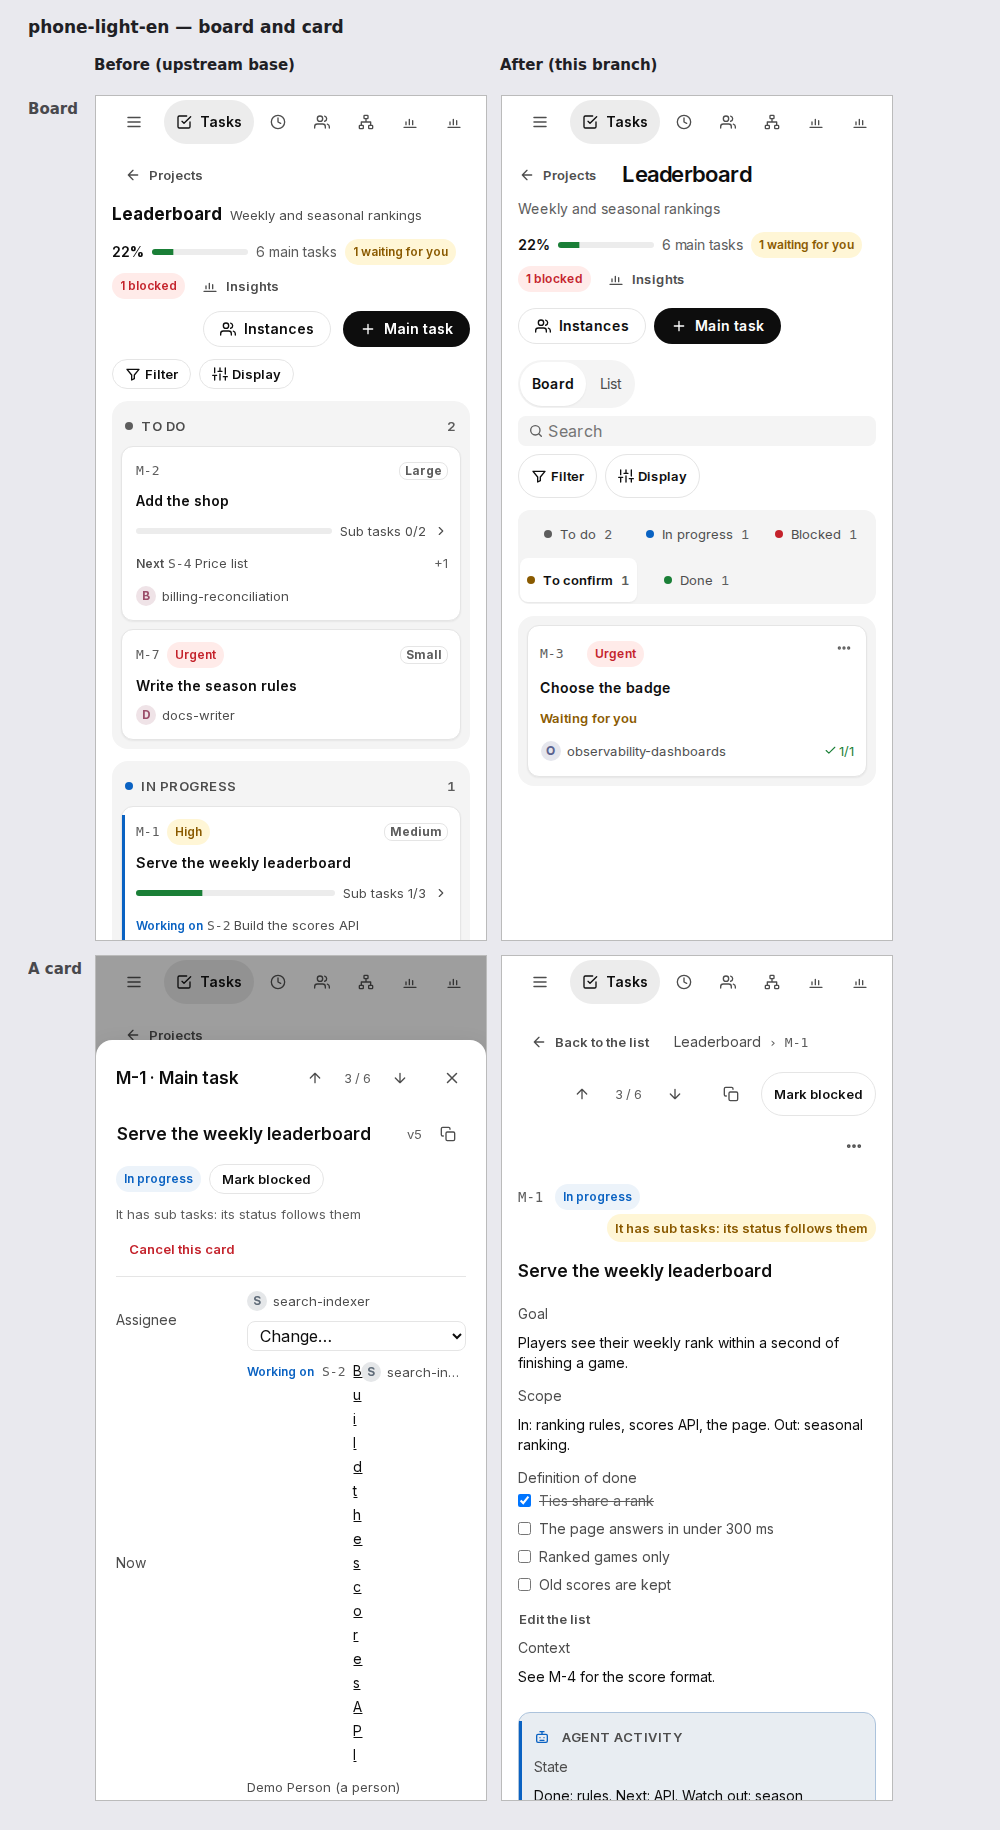 phone-light-en — board and card
Before (upstream base)
After (this branch)
Board
Tasks
Projects
Leaderboard Weekly and seasonal rankings
22% 6 main tasks 1 waiting for you
1 blocked Insights
Instances Main task
Filter Display
TO DO 2
M-2 Large
Add the shop
Sub tasks 0/2
Next S-4 Price list +1
B billing-reconciliation
M-7 Urgent Small
Write the season rules
D docs-writer
IN PROGRESS 1
M-1 High Medium
Serve the weekly leaderboard
Sub tasks 1/3
Working on S-2 Build the scores API
Tasks
Projects Leaderboard
Weekly and seasonal rankings
22% 6 main tasks 1 waiting for you
1 blocked Insights
Instances Main task
Board List
Search
Filter Display
To do 2 In progress 1 Blocked 1
To confirm 1 Done 1
M-3 Urgent
Choose the badge
Waiting for you
O observability-dashboards 1/1
A card
Tasks
Projects
M-1 · Main task 3 / 6
Serve the weekly leaderboard v5
In progress Mark blocked
It has sub tasks: its status follows them
Cancel this card
Assignee
S search-indexer
Change...
Now
Working on S-2 Build the scores API S search-in...
Demo Person (a person)
Tasks
Back to the list Leaderboard › M-1
3 / 6 Mark blocked
M-1 In progress
It has sub tasks: its status follows them
Serve the weekly leaderboard
Goal
Players see their weekly rank within a second of
finishing a game.
Scope
In: ranking rules, scores API, the page. Out: seasonal
ranking.
Definition of done
Ties share a rank
The page answers in under 300 ms
Ranked games only
Old scores are kept
Edit the list
Context
See M-4 for the score format.
AGENT ACTIVITY
State
Done: rules. Next: API. Watch out: season